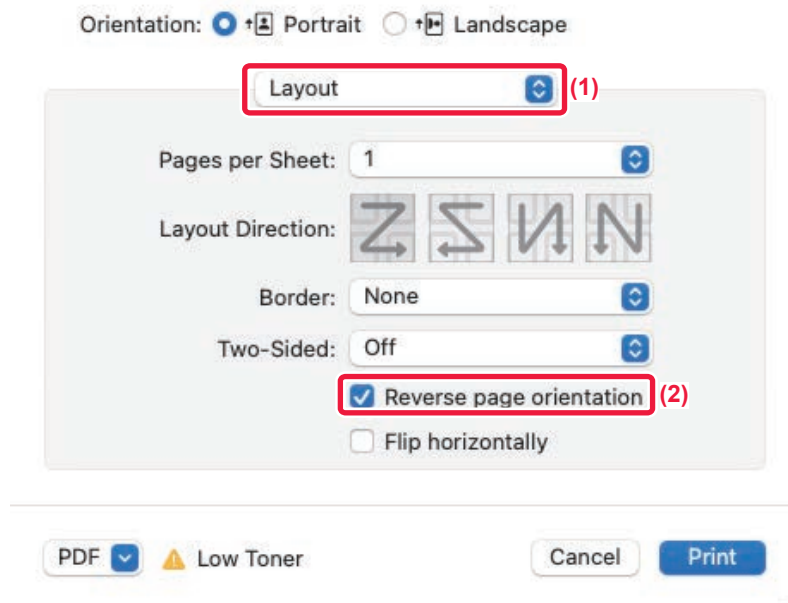 Orientation: Portrait Landscape
Layout (1)
Pages per Sheet: 1
Layout Direction:
Border: None
Two-Sided: Off
Reverse page orientation (2)
Flip horizontally
PDF Low Toner Cancel Print